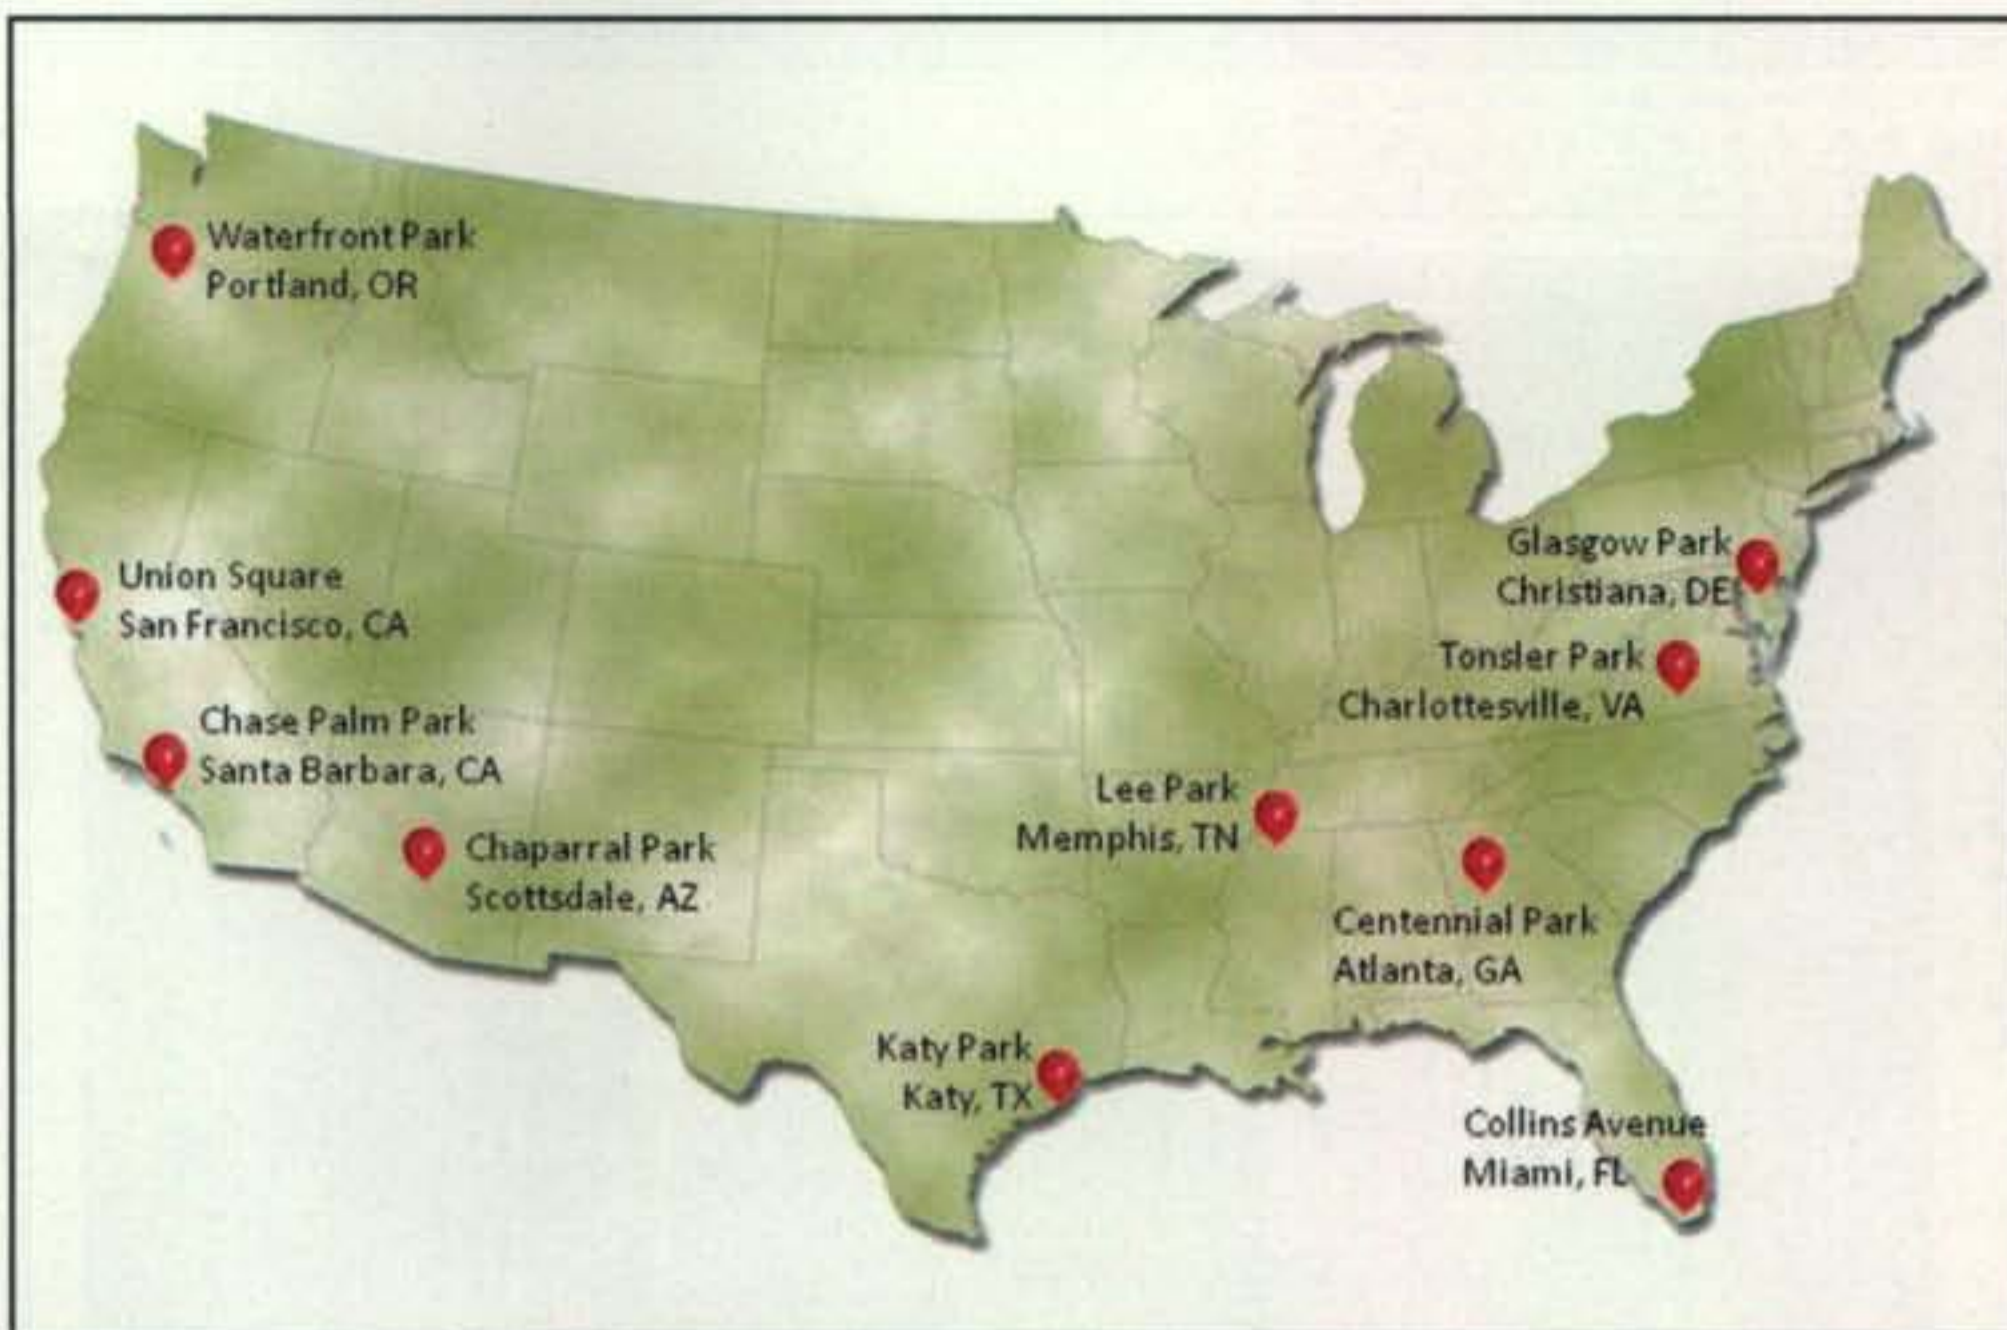 Waterfront Park
Portland, OR
Union Square
San Francisco, CA
Chase Palm Park
Santa Barbara, CA
Chaparral Park
Scottsdale, AZ
Katy Park
Katy, TX
Lee Park
Memphis, TN
Centennial Park
Atlanta, GA
Collins Avenue
Miami, FL
Tonsler Park
Charlottesville, VA
Glasgow Park
Christiana, DE